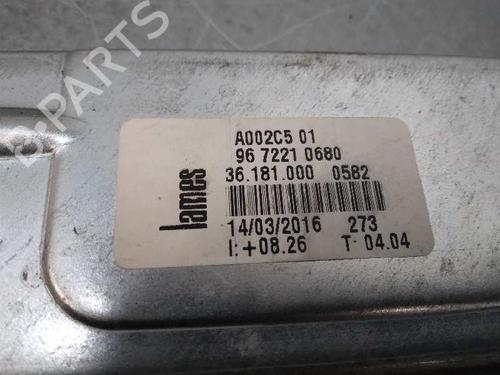 A002C5 01
96 7221 0680
36.181.000 0582
lames
14/03/2016 273
I:+08.26 T: 04.04
B-PARTS